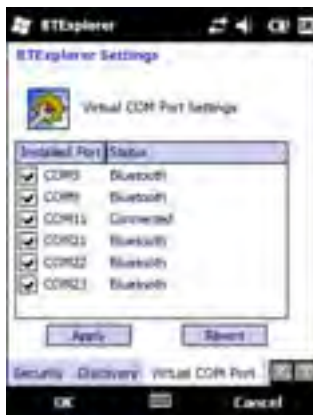 BTExplorer
BTExplorer Settings
Virtual COM Port Settings
Installed Port Status
COM5 Bluetooth
COM9 Bluetooth
COM11 Connected
COM21 Bluetooth
COM22 Bluetooth
COM23 Bluetooth
Apply Revert
Security Discovery Virtual COM Port
OK Cancel